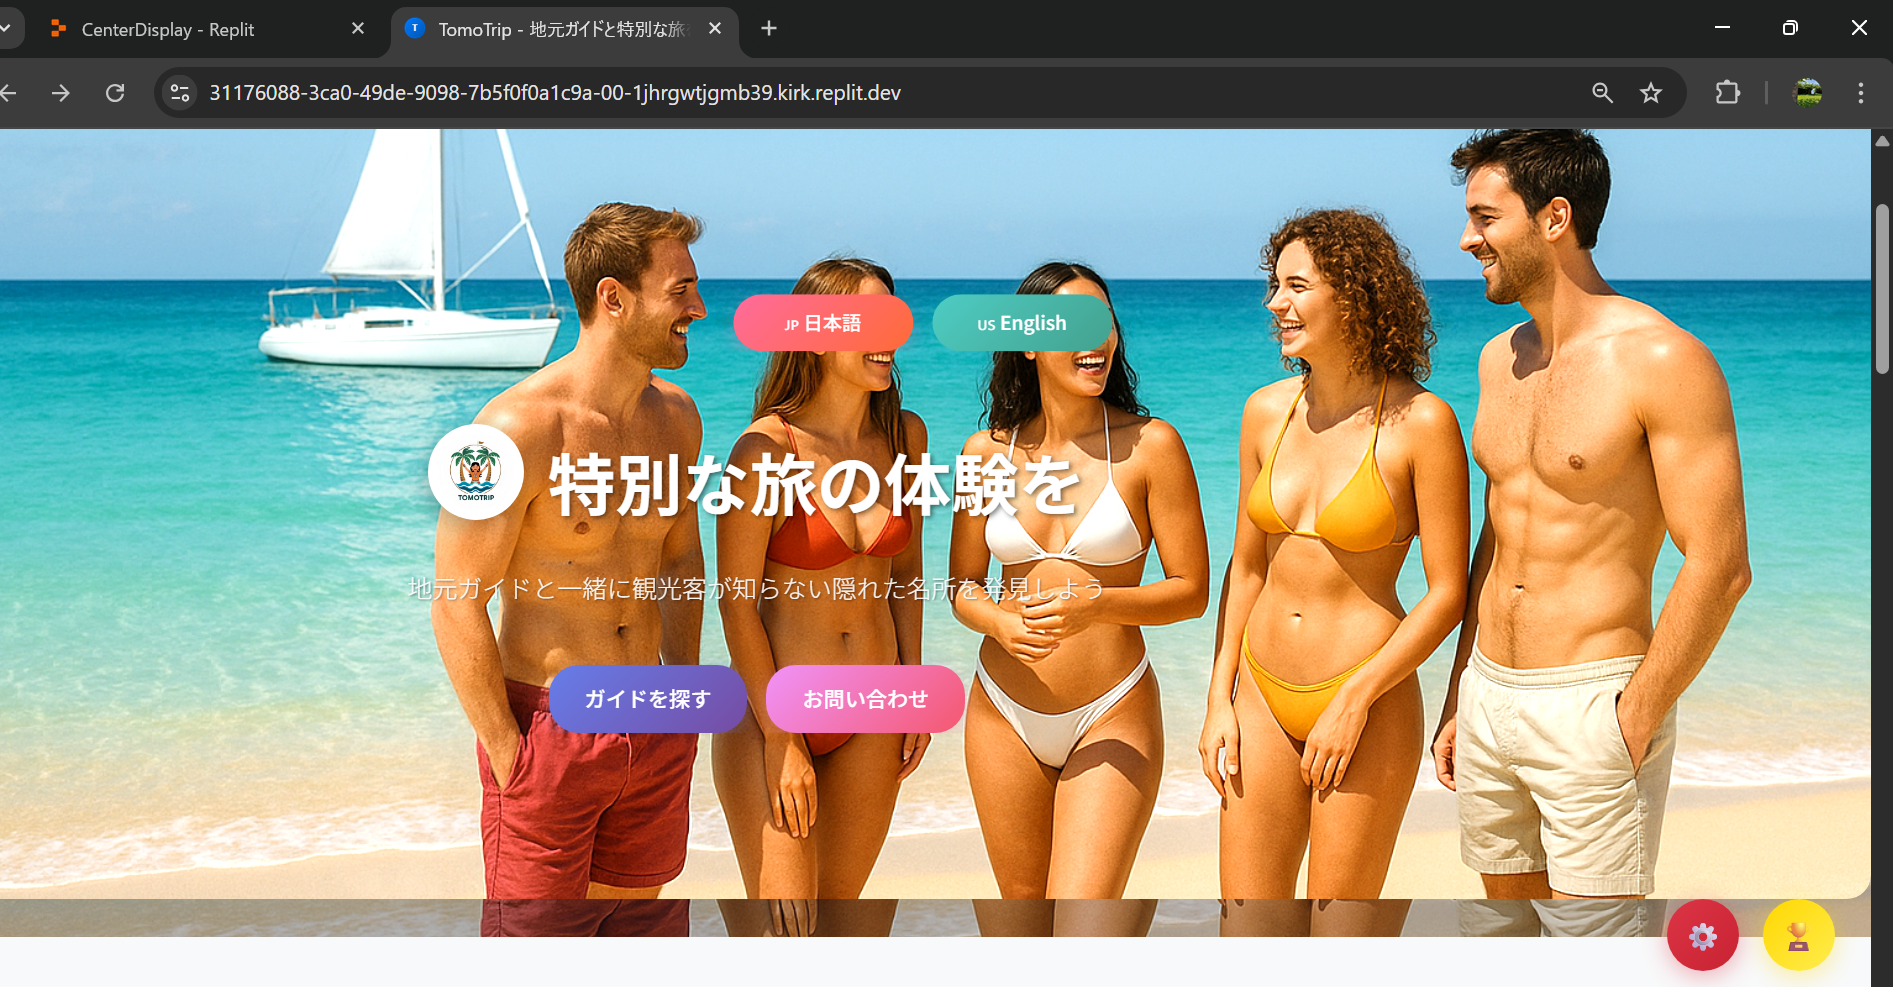 CenterDisplay - Replit
TomoTrip - 地元ガイドと特別な旅
31176088-3ca0-49de-9098-7b5f0f0a1c9a-00-1jhrgwtjgmb39.kirk.replit.dev
JP 日本語
US English
TOMOTRIP
特別な旅の体験を
地元ガイドと一緒に観光客が知らない隠れた名所を発見しよう
ガイドを探す
お問い合わせ